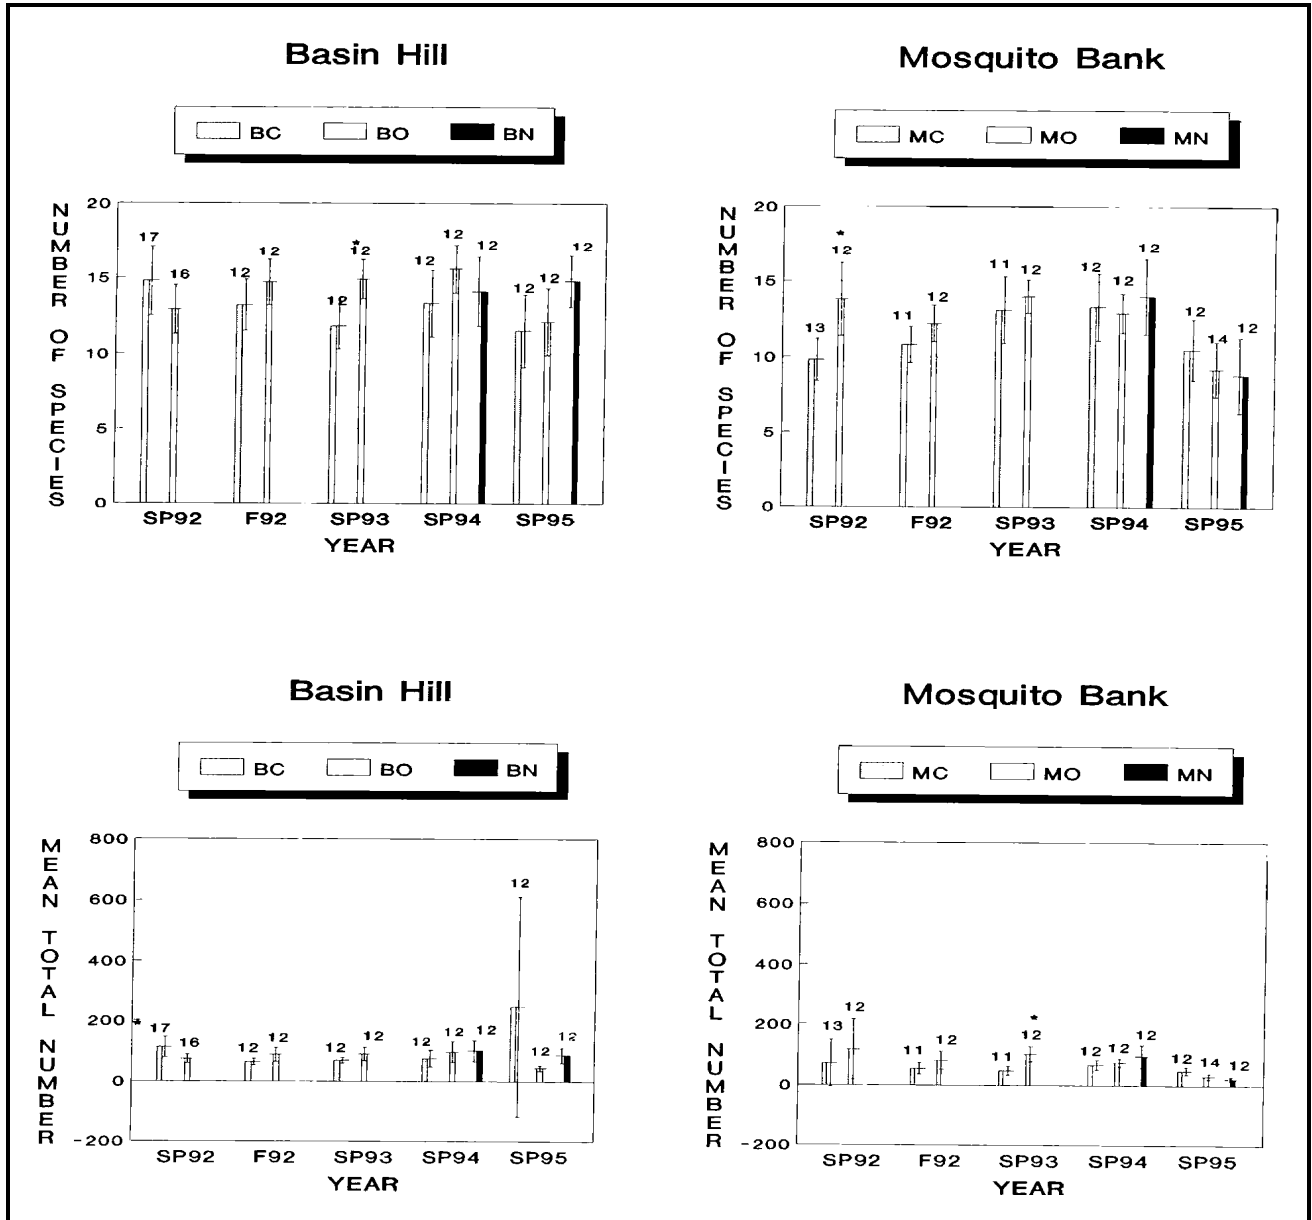 Basin Hill
BC BO BN
NUMBER OF SPECIES
20
15
10
5
0
17 16 12 12 12 * 12 12 12 12 12 12 12
SP92 F92 SP93 SP94 SP95
YEAR
Mosquito Bank
MC MO MN
NUMBER OF SPECIES
20
15
10
5
0
13 * 12 11 12 11 12 12 12 12 12 14 12
SP92 F92 SP93 SP94 SP95
YEAR
Basin Hill
BC BO BN
MEAN TOTAL NUMBER
800
600
400
200
0
-200
* 17 16 12 12 12 12 12 12 12 12 12 12
SP92 F92 SP93 SP94 SP95
YEAR
Mosquito Bank
MC MO MN
MEAN TOTAL NUMBER
800
600
400
200
0
-200
13 12 11 12 11 * 12 12 12 12 12 14 12
SP92 F92 SP93 SP94 SP95
YEAR